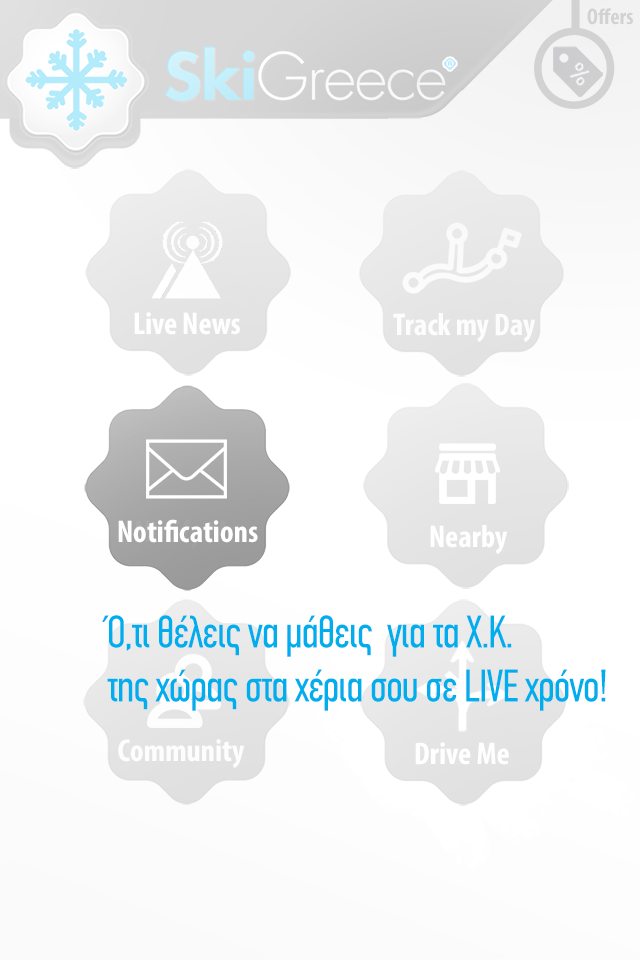 Offers
SkiGreece
Live News
Track my Day
Notifications
Nearby
Ό,τι θέλεις να μάθεις για τα Χ.Κ.
της χώρας στα χέρια σου σε LIVE χρόνο!
Community
Drive Me